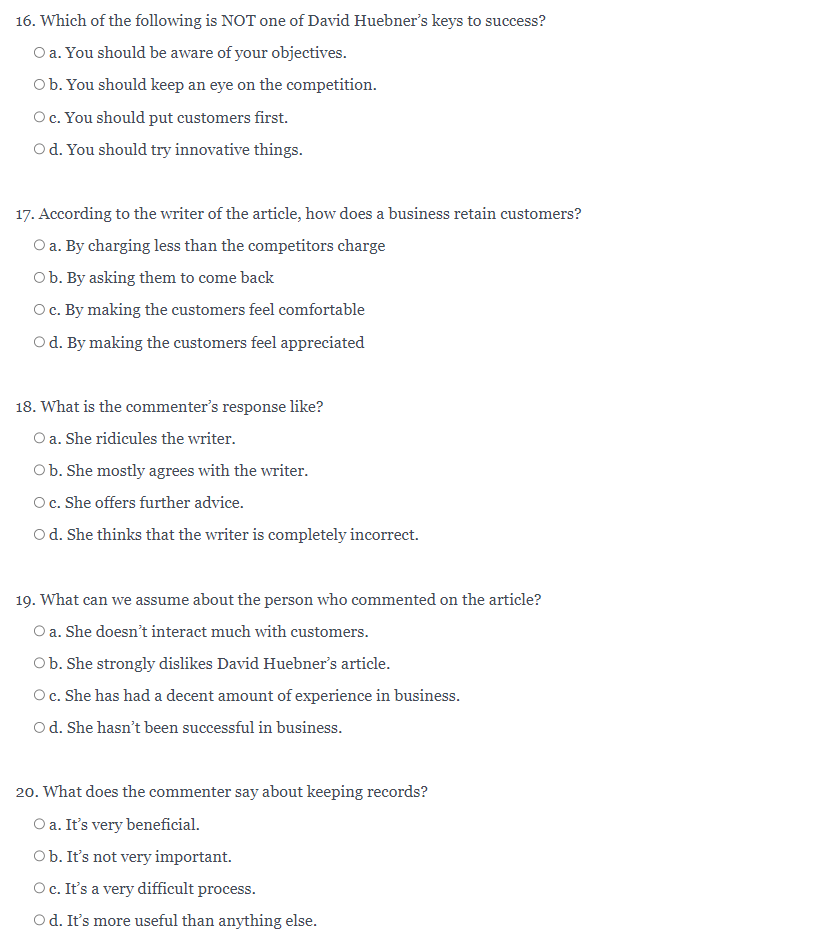 16. Which of the following is NOT one of David Huebner’s keys to success?
a. You should be aware of your objectives.
b. You should keep an eye on the competition.
c. You should put customers first.
d. You should try innovative things.
17. According to the writer of the article, how does a business retain customers?
a. By charging less than the competitors charge
b. By asking them to come back
c. By making the customers feel comfortable
d. By making the customers feel appreciated
18. What is the commenter’s response like?
a. She ridicules the writer.
b. She mostly agrees with the writer.
c. She offers further advice.
d. She thinks that the writer is completely incorrect.
19. What can we assume about the person who commented on the article?
a. She doesn’t interact much with customers.
b. She strongly dislikes David Huebner’s article.
c. She has had a decent amount of experience in business.
d. She hasn’t been successful in business.
20. What does the commenter say about keeping records?
a. It’s very beneficial.
b. It’s not very important.
c. It’s a very difficult process.
d. It’s more useful than anything else.